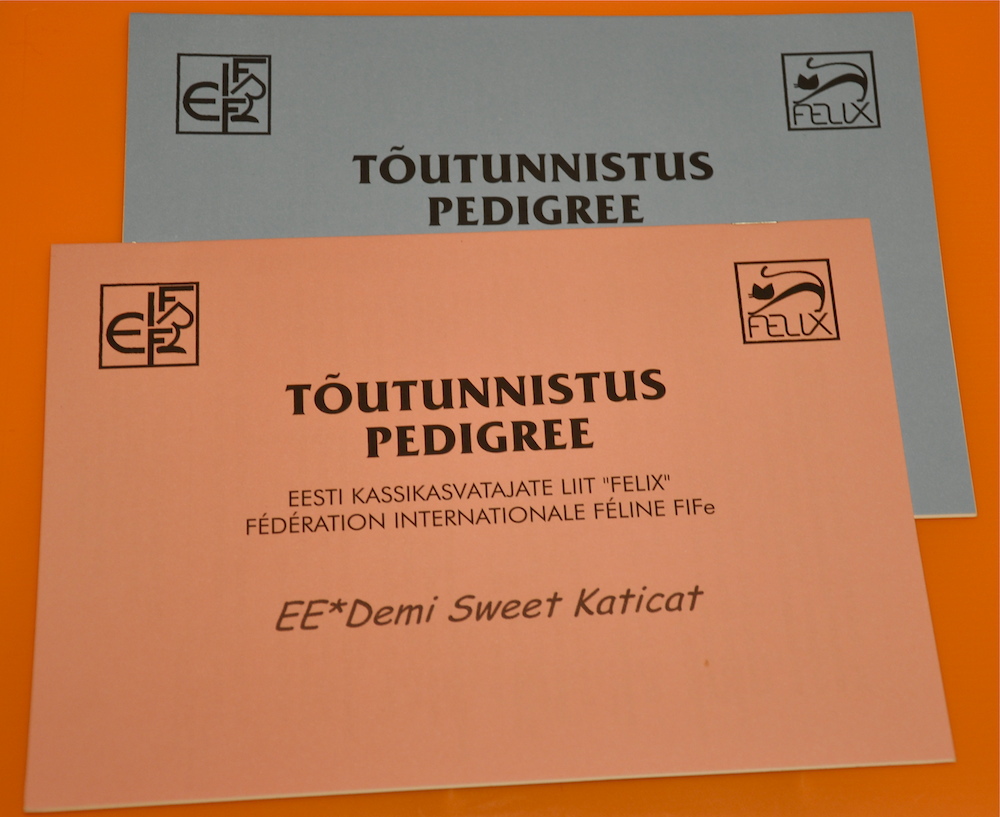 FELIX
TÕUTUNNISTUS
PEDIGREE
FELIX
TÕUTUNNISTUS
PEDIGREE
EESTI KASSIKASVATAJATE LIIT "FELIX"
FÉDÉRATION INTERNATIONALE FÉLINE FIFe
EE*Demi Sweet Katicat